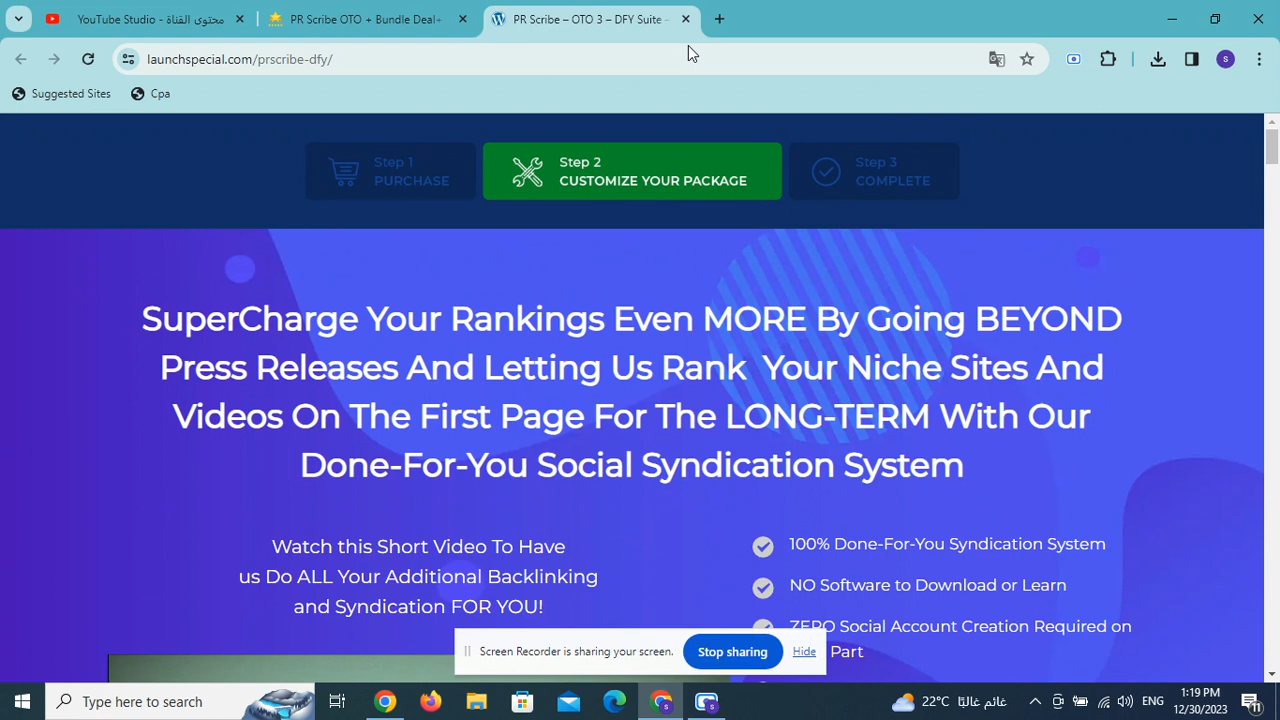 محتوى القناة - YouTube Studio
PR Scribe OTO + Bundle Deal+
PR Scribe – OTO 3 – DFY Suite -
launchspecial.com/prscribe-dfy/
S
Suggested Sites
Cpa
Step 1
PURCHASE
Step 2
CUSTOMIZE YOUR PACKAGE
Step 3
COMPLETE
SuperCharge Your Rankings Even MORE By Going BEYOND
Press Releases And Letting Us Rank Your Niche Sites And
Videos On The First Page For The LONG-TERM With Our
Done-For-You Social Syndication System
Watch this Short Video To Have
us Do ALL Your Additional Backlinking
and Syndication FOR YOU!
100% Done-For-You Syndication System
NO Software to Download or Learn
ZERO Social Account Creation Required on
Part
Screen Recorder is sharing your screen.
Stop sharing
Hide
Type here to search
22°C غائم غالبًا
ENG
1:19 PM
12/30/2023
11